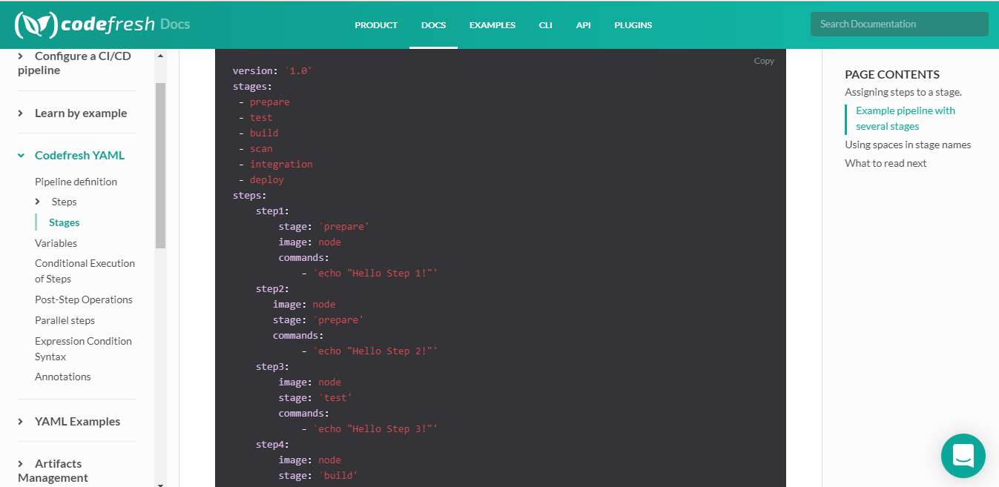 codefresh Docs
PRODUCT
DOCS
EXAMPLES
CLI
API
PLUGINS
Search Documentation
Configure a CI/CD
pipeline
Learn by example
Codefresh YAML
Pipeline definition
Steps
Stages
Variables
Conditional Execution
of Steps
Post-Step Operations
Parallel steps
Expression Condition
Syntax
Annotations
YAML Examples
Artifacts
Management
Copy
version: '1.0'
stages:
- prepare
- test
- build
- scan
- integration
- deploy
steps:
step1:
stage: 'prepare'
image: node
commands:
- 'echo "Hello Step 1!"'
step2:
image: node
stage: 'prepare'
commands:
- 'echo "Hello Step 2!"'
step3:
image: node
stage: 'test'
commands:
- 'echo "Hello Step 3!"'
step4:
image: node
stage: 'build'
PAGE CONTENTS
Assigning steps to a stage.
Example pipeline with
several stages
Using spaces in stage names
What to read next